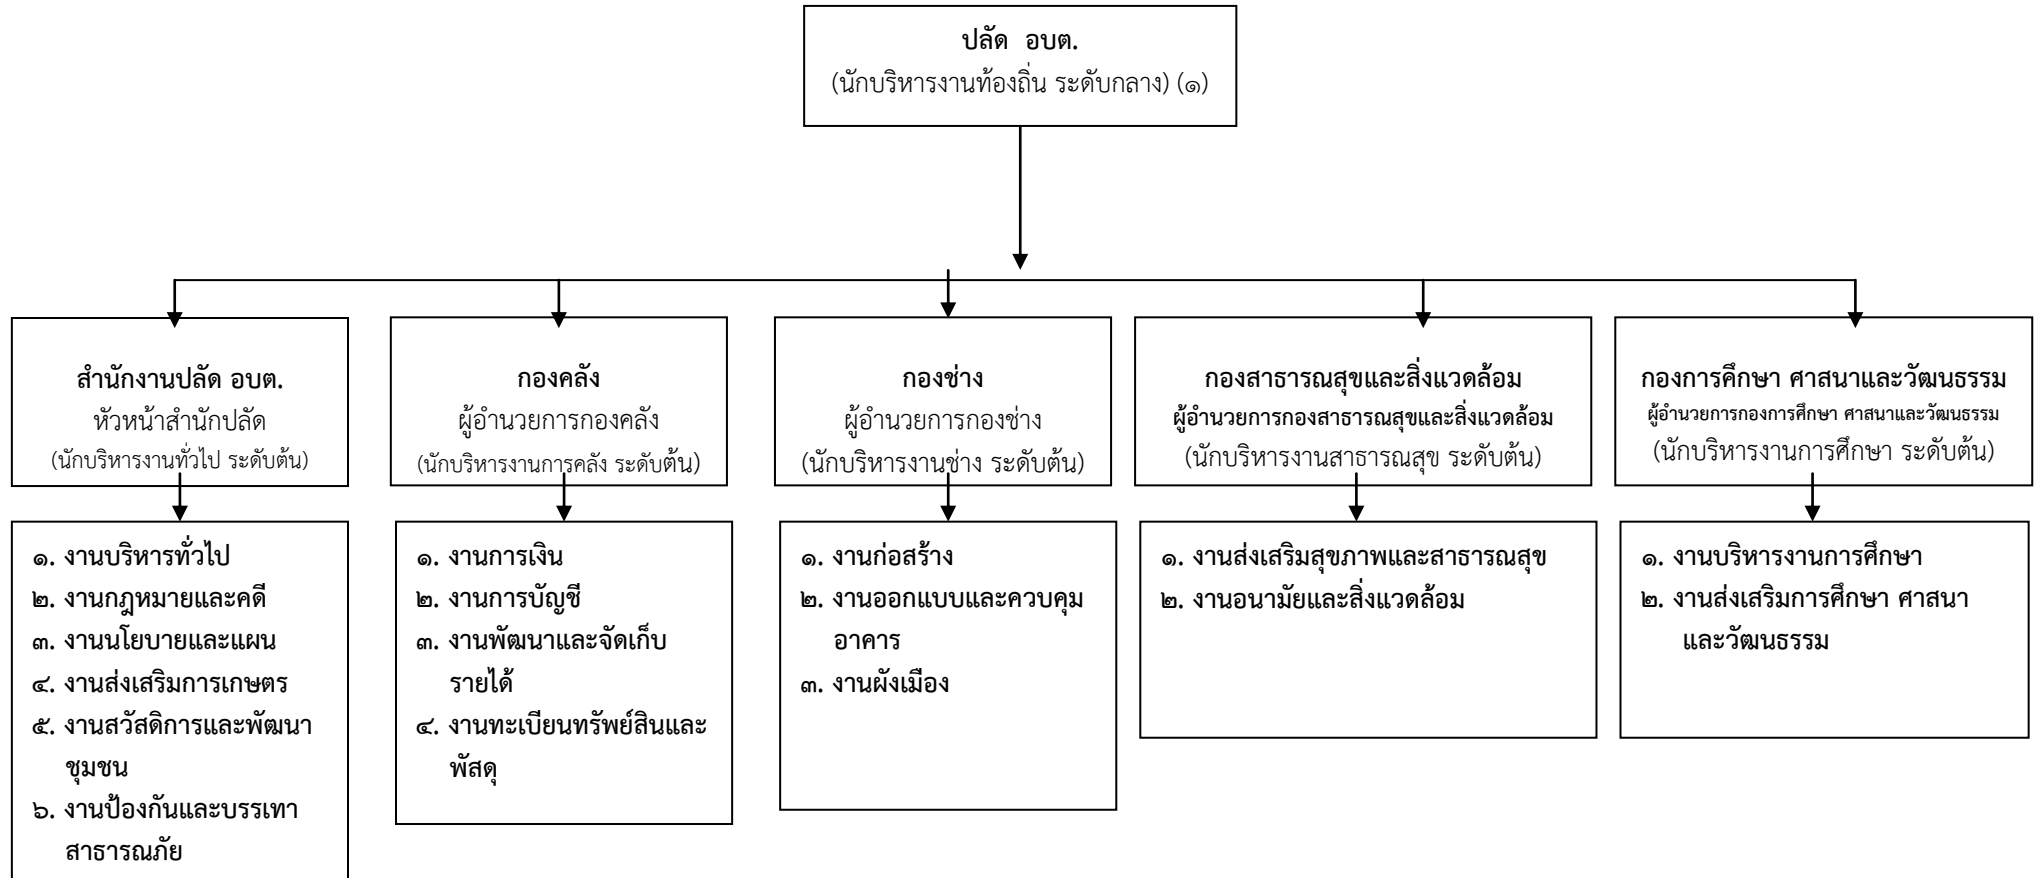 ปลัด อบต.
(นักบริหารงานท้องถิ่น ระดับกลาง) (๑)
สำนักงานปลัด อบต.
หัวหน้าสำนักปลัด
(นักบริหารงานทั่วไป ระดับต้น)
กองคลัง
ผู้อำนวยการกองคลัง
(นักบริหารงานการคลัง ระดับต้น)
กองช่าง
ผู้อำนวยการกองช่าง
(นักบริหารงานช่าง ระดับต้น)
กองสาธารณสุขและสิ่งแวดล้อม
ผู้อำนวยการกองสาธารณสุขและสิ่งแวดล้อม
(นักบริหารงานสาธารณสุข ระดับต้น)
กองการศึกษา ศาสนาและวัฒนธรรม
ผู้อำนวยการกองการศึกษา ศาสนาและวัฒนธรรม
(นักบริหารงานการศึกษา ระดับต้น)
๑. งานบริหารทั่วไป
๒. งานกฎหมายและคดี
๓. งานนโยบายและแผน
๔. งานส่งเสริมการเกษตร
๕. งานสวัสดิการและพัฒนา
ชุมชน
๖. งานป้องกันและบรรเทา
สาธารณภัย
๑. งานการเงิน
๒. งานการบัญชี
๓. งานพัฒนาและจัดเก็บ
รายได้
๔. งานทะเบียนทรัพย์สินและ
พัสดุ
๑. งานก่อสร้าง
๒. งานออกแบบและควบคุม
อาคาร
๓. งานผังเมือง
๑. งานส่งเสริมสุขภาพและสาธารณสุข
๒. งานอนามัยและสิ่งแวดล้อม
๑. งานบริหารงานการศึกษา
๒. งานส่งเสริมการศึกษา ศาสนา
และวัฒนธรรม